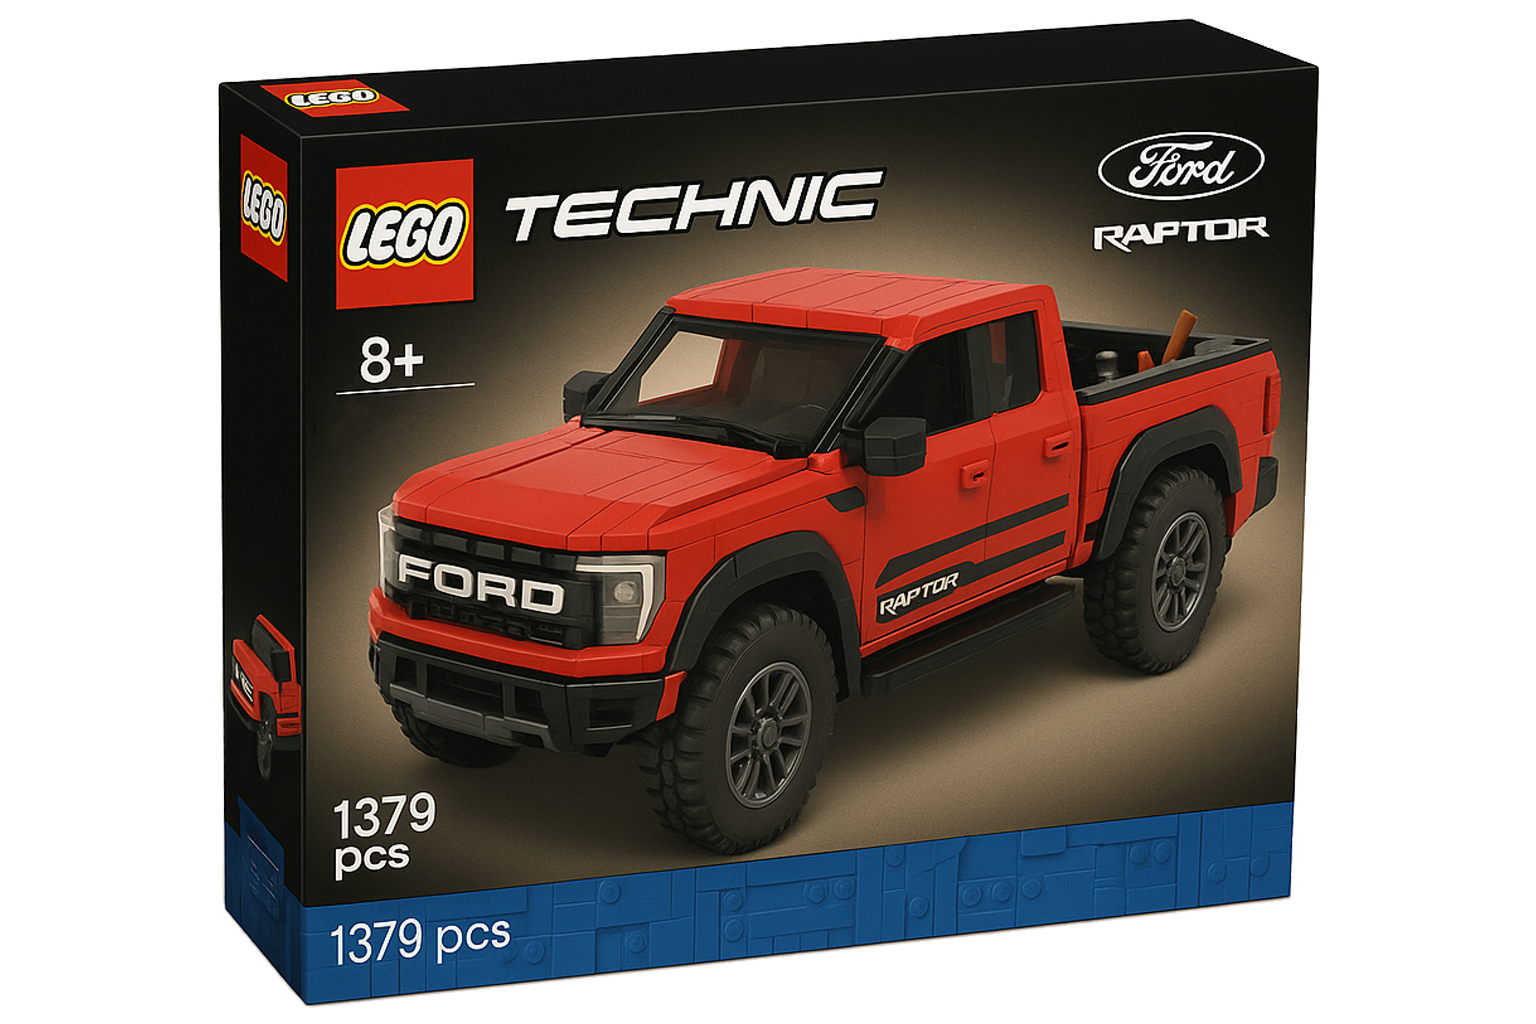 LEGO
LEGO
LEGO
TECHNIC
Ford
RAPTOR
8+
FORD
RAPTOR
1379
pcs
1379 pcs